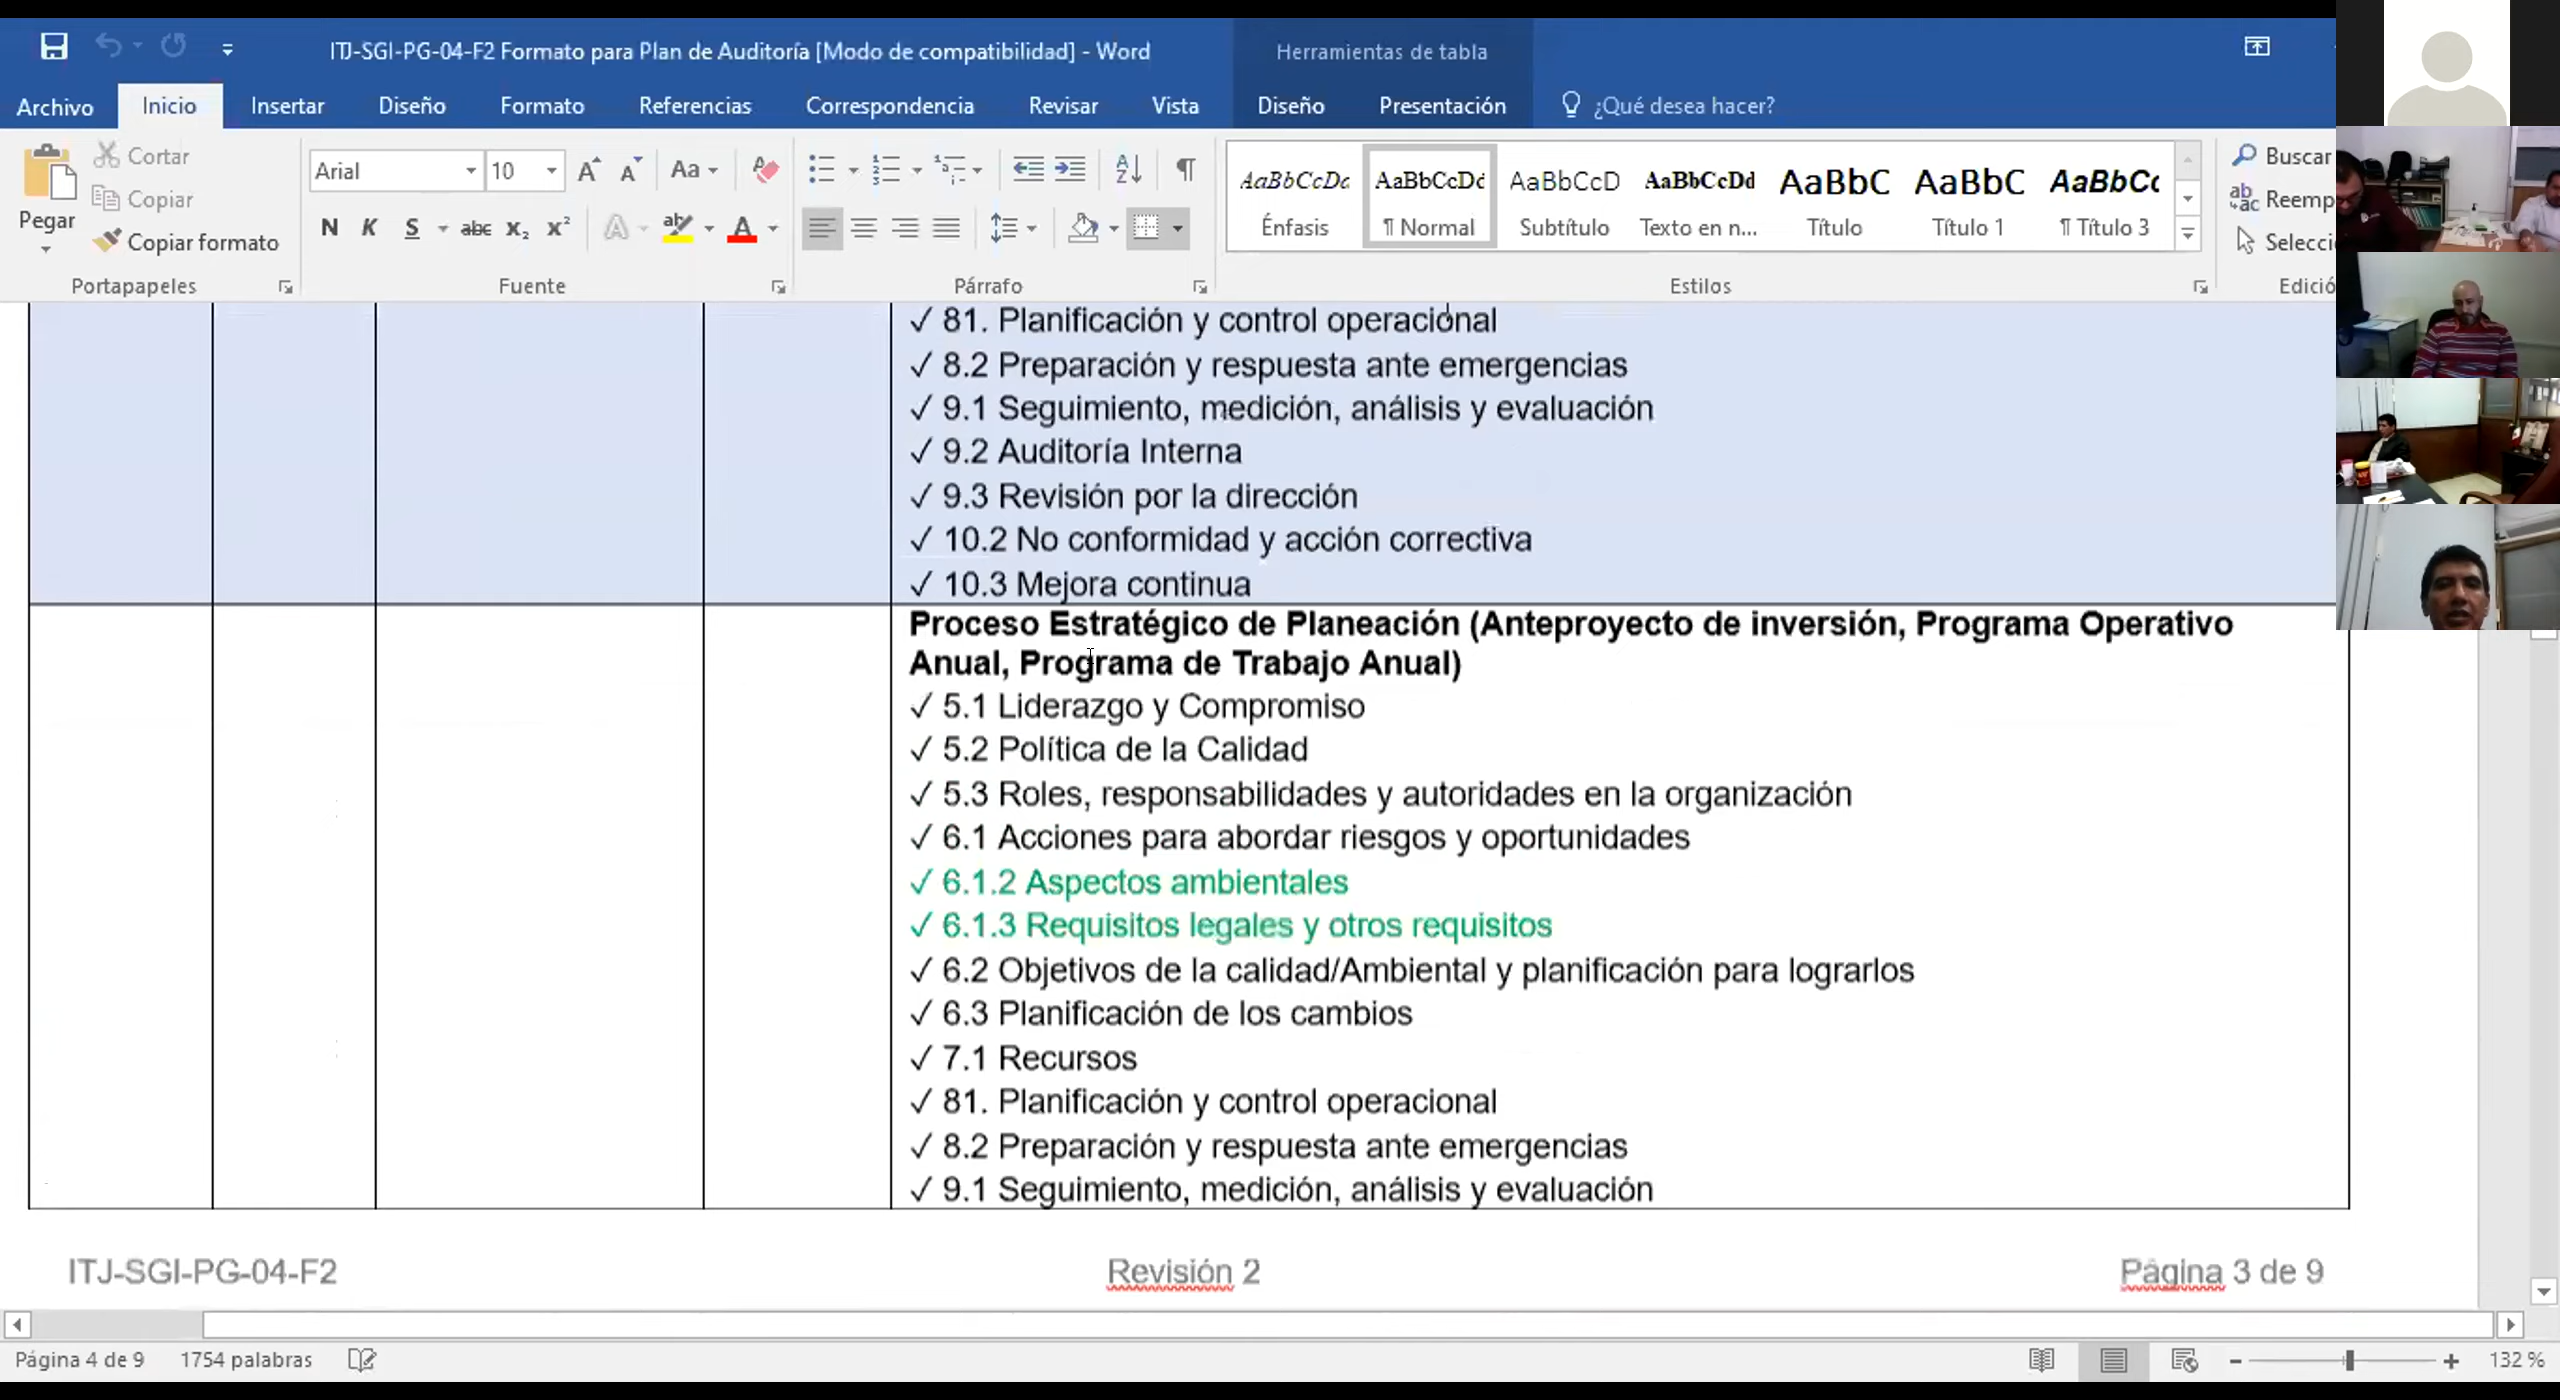 ITJ-SGI-PG-04-F2 Formato para Plan de Auditoría [Modo de compatibilidad] - Word
Herramientas de tabla
Archivo Inicio Insertar Diseño Formato Referencias Correspondencia Revisar Vista Diseño Presentación ¿Qué desea hacer?
Pegar
Cortar
Copiar
Copiar formato
Portapapeles
Arial 10 Aa
N K S abc x₂ x² A aby A
Fuente
Párrafo
AaBbCcDc AaBbCcDc AaBbCcD AaBbCcDd AaBbC AaBbC AaBbCc
Énfasis ¶ Normal Subtítulo Texto en n... Título Título 1 ¶ Título 3
Estilos
Buscar
Reemp
Selecci
Edició
✓ 81. Planificación y control operacional
✓ 8.2 Preparación y respuesta ante emergencias
✓ 9.1 Seguimiento, medición, análisis y evaluación
✓ 9.2 Auditoría Interna
✓ 9.3 Revisión por la dirección
✓ 10.2 No conformidad y acción correctiva
✓ 10.3 Mejora continua
Proceso Estratégico de Planeación (Anteproyecto de inversión, Programa Operativo
Anual, Programa de Trabajo Anual)
✓ 5.1 Liderazgo y Compromiso
✓ 5.2 Política de la Calidad
✓ 5.3 Roles, responsabilidades y autoridades en la organización
✓ 6.1 Acciones para abordar riesgos y oportunidades
✓ 6.1.2 Aspectos ambientales
✓ 6.1.3 Requisitos legales y otros requisitos
✓ 6.2 Objetivos de la calidad/Ambiental y planificación para lograrlos
✓ 6.3 Planificación de los cambios
✓ 7.1 Recursos
✓ 81. Planificación y control operacional
✓ 8.2 Preparación y respuesta ante emergencias
✓ 9.1 Seguimiento, medición, análisis y evaluación
ITJ-SGI-PG-04-F2 Revisión 2 Página 3 de 9
Página 4 de 9 1754 palabras 132 %